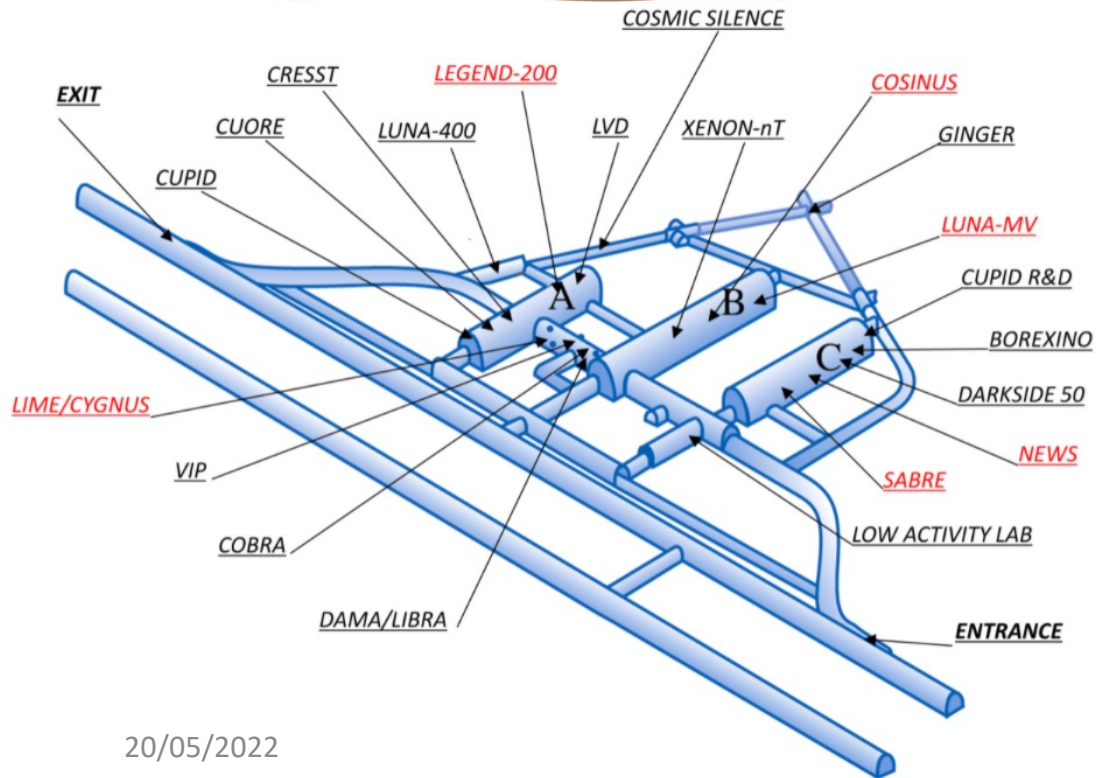 COSMIC SILENCE
LEGEND-200
CRESST
COSINUS
EXIT
CUORE
LUNA-400
LVD
XENON-nT
GINGER
CUPID
LUNA-MV
A
B
CUPID R&D
BOREXINO
C
LIME/CYGNUS
DARKSIDE 50
VIP
NEWS
SABRE
COBRA
LOW ACTIVITY LAB
DAMA/LIBRA
ENTRANCE
20/05/2022